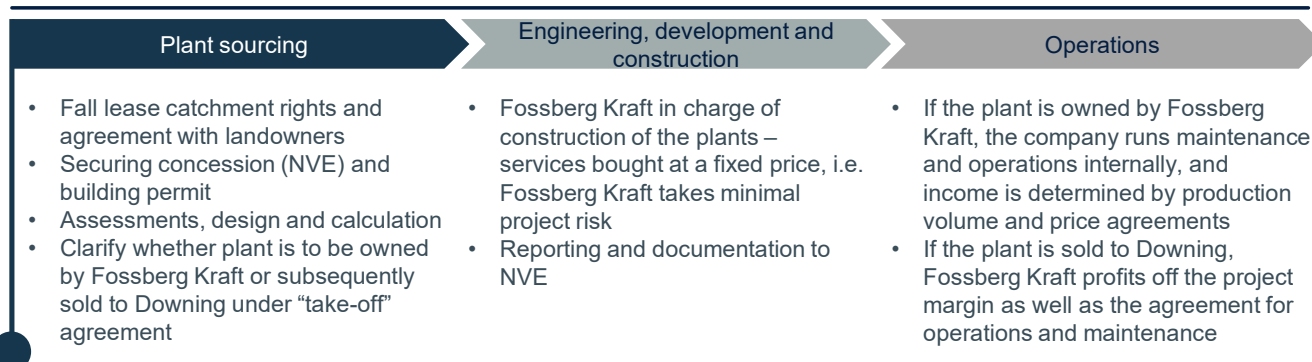 Plant sourcing
Engineering, development and
construction
Operations
• Fall lease catchment rights and
agreement with landowners
• Securing concession (NVE) and
building permit
• Assessments, design and calculation
• Clarify whether plant is to be owned
by Fossberg Kraft or subsequently
sold to Downing under “take-off”
agreement
• Fossberg Kraft in charge of
construction of the plants –
services bought at a fixed price, i.e.
Fossberg Kraft takes minimal
project risk
• Reporting and documentation to
NVE
• If the plant is owned by Fossberg
Kraft, the company runs maintenance
and operations internally, and
income is determined by production
volume and price agreements
• If the plant is sold to Downing,
Fossberg Kraft profits off the project
margin as well as the agreement for
operations and maintenance